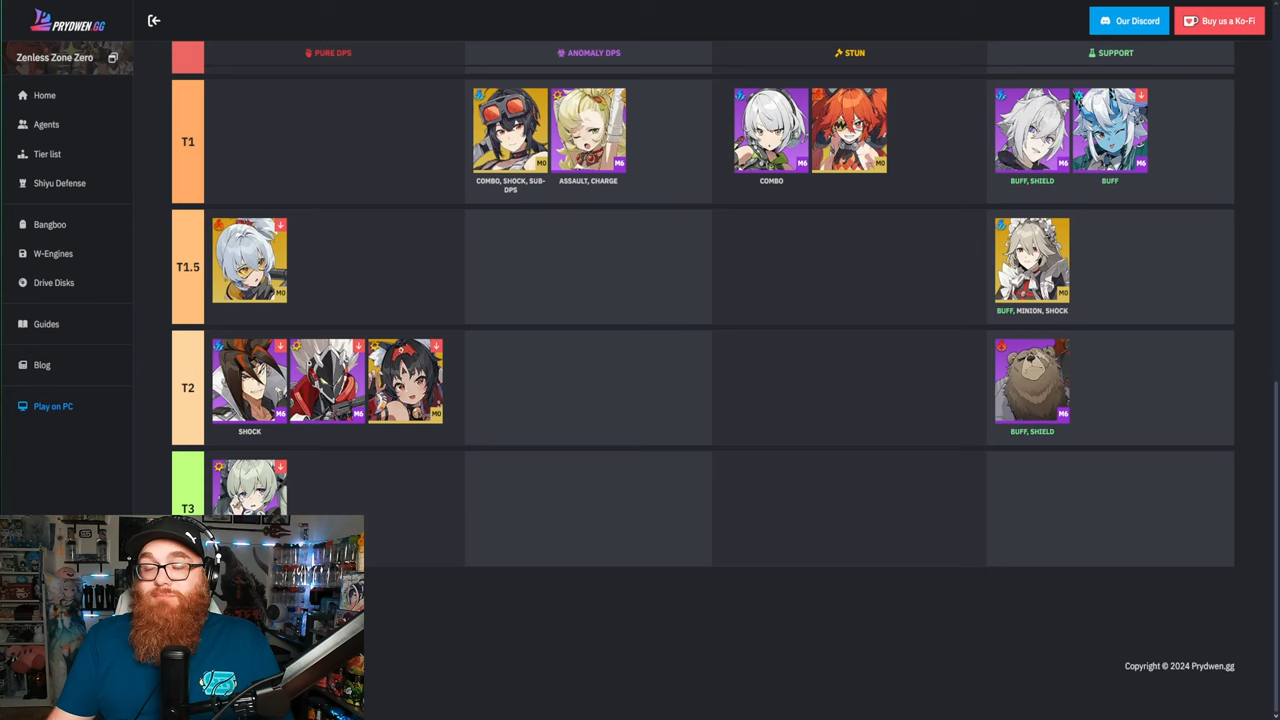 PRYDWEN.GG
Our Discord
Buy us a Ko-Fi
Zenless Zone Zero
PURE DPS
ANOMALY DPS
STUN
SUPPORT
Home
Agents
Tier list
Shiyu Defense
Bangboo
W-Engines
Drive Disks
Guides
Blog
Play on PC
T1
M0
M6
M6
M0
M6
M6
COMBO, SHOCK, SUB-
DPS
ASSAULT, CHARGE
COMBO
BUFF, SHIELD
BUFF
T1.5
M0
M0
BUFF, MINION, SHOCK
T2
M6
M6
M0
M6
SHOCK
BUFF, SHIELD
T3
Copyright © 2024 Prydwen.gg